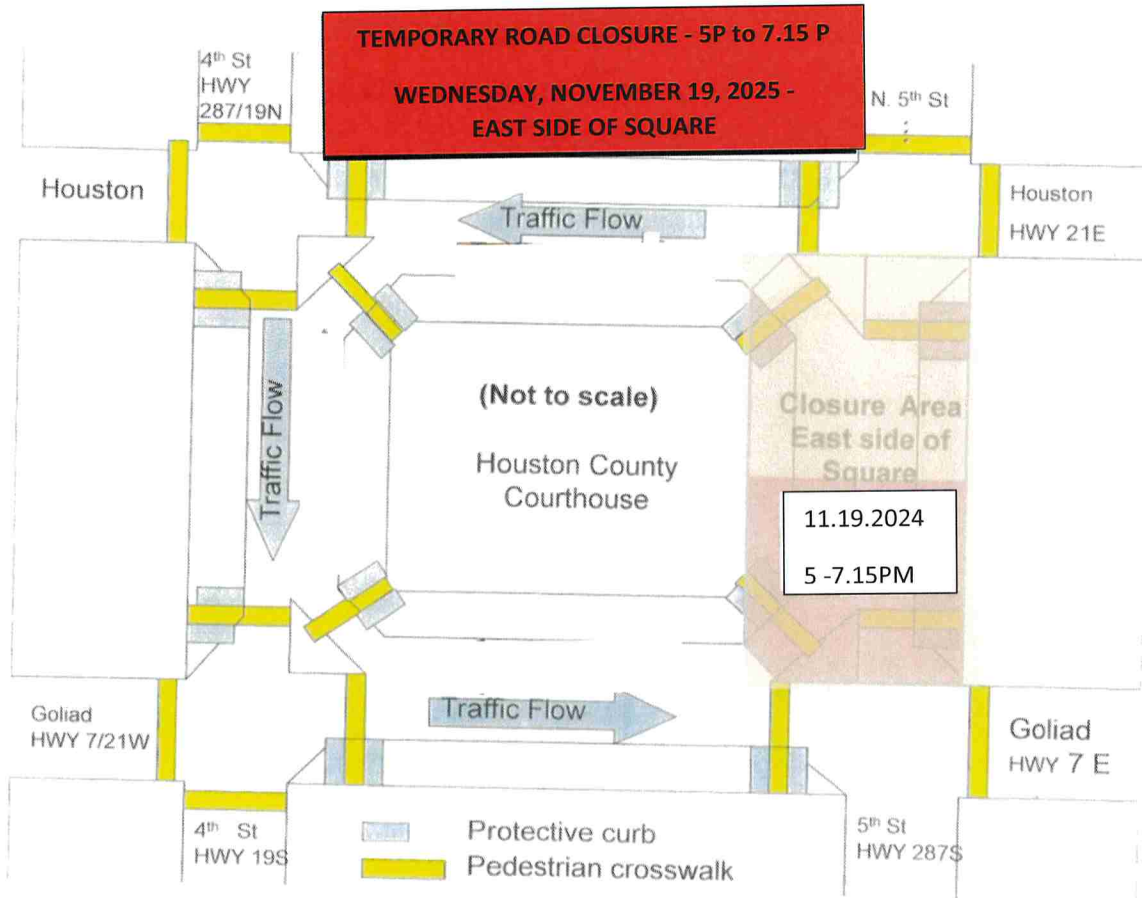 TEMPORARY ROAD CLOSURE - 5P to 7.15 P
WEDNESDAY, NOVEMBER 19, 2025 -
EAST SIDE OF SQUARE
4th St
HWY
287/19N
N. 5th St
Houston
Houston
HWY 21E
Traffic Flow
Traffic Flow
(Not to scale)
Houston County
Courthouse
Closure Area
East side of
Square
11.19.2024
5 -7.15PM
Traffic Flow
Goliad
HWY 7/21W
Goliad
HWY 7 E
4th St
HWY 19S
5th St
HWY 287S
Protective curb
Pedestrian crosswalk